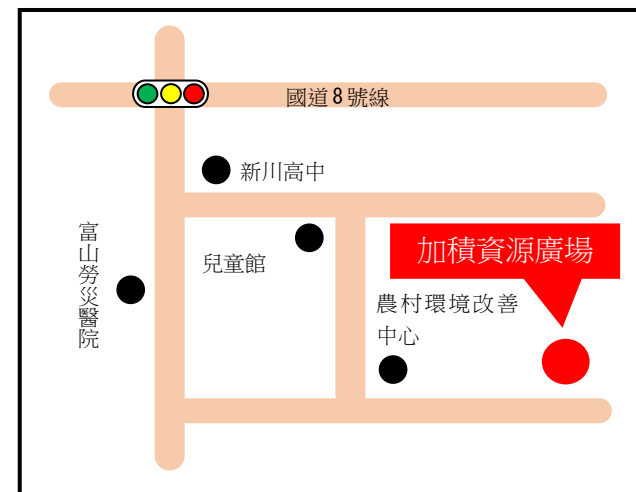 國道8號線
新川高中
富山勞災醫院
兒童館
加積資源廣場
農村環境改善
中心